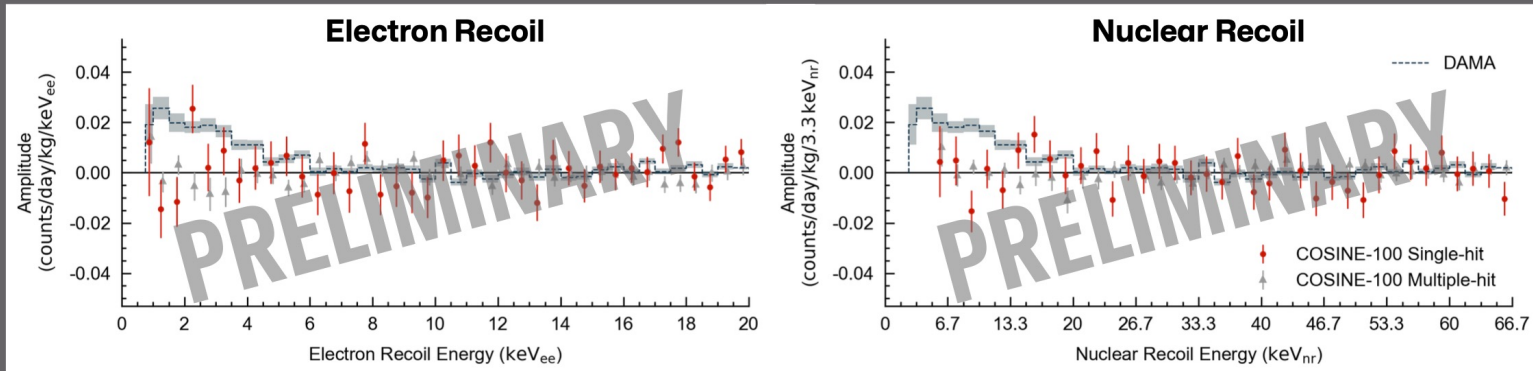 Electron Recoil
0.04
0.02
0.00
-0.02
-0.04
Amplitude
(counts/day/kg/keVee)
PRELIMINARY
0 2 4 6 8 10 12 14 16 18 20
Electron Recoil Energy (keVee)
Nuclear Recoil
DAMA
0.04
0.02
0.00
-0.02
-0.04
Amplitude
(counts/day/kg/3.3 keVnr)
PRELIMINARY
COSINE-100 Single-hit
COSINE-100 Multiple-hit
0 6.7 13.3 20 26.7 33.3 40 46.7 53.3 60 66.7
Nuclear Recoil Energy (keVnr)